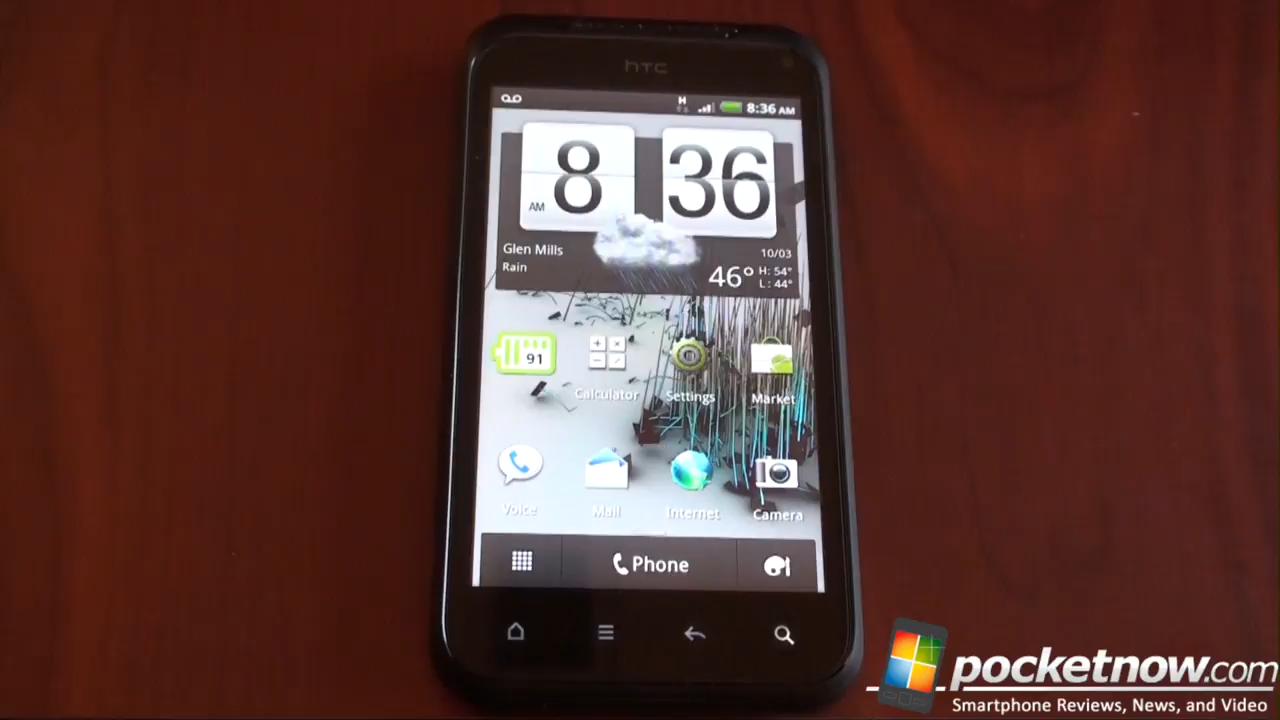 hTC
H
8:36 AM
8 36
AM
Glen Mills
Rain
10/03
46° H: 54°
L: 44°
91
Calculator Settings Market
Voice Mail Internet Camera
Phone
pocketnow.com
Smartphone Reviews, News, and Video